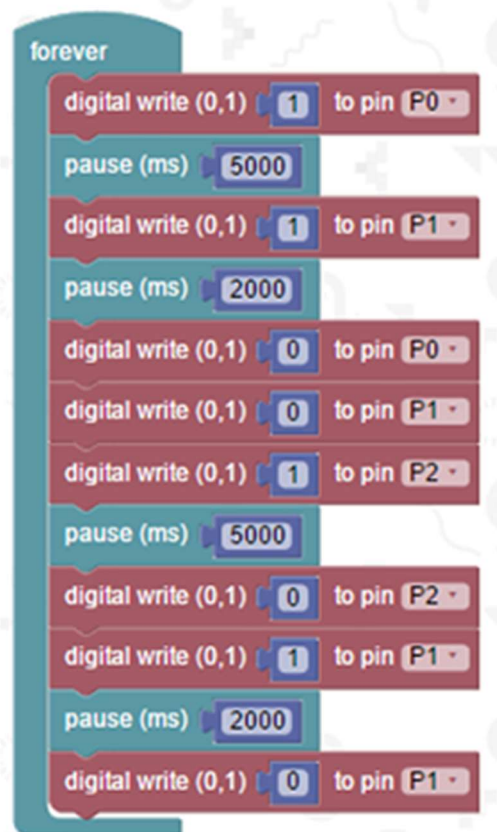 forever
digital write (0,1) 1 to pin P0
pause (ms) 5000
digital write (0,1) 1 to pin P1
pause (ms) 2000
digital write (0,1) 0 to pin P0
digital write (0,1) 0 to pin P1
digital write (0,1) 1 to pin P2
pause (ms) 5000
digital write (0,1) 0 to pin P2
digital write (0,1) 1 to pin P1
pause (ms) 2000
digital write (0,1) 0 to pin P1